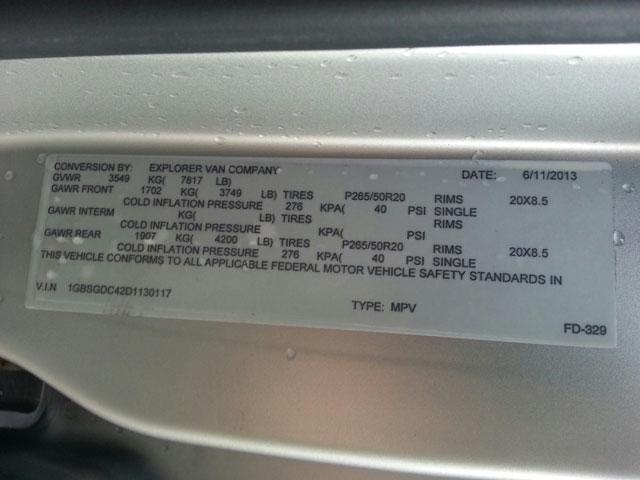 CONVERSION BY: EXPLORER VAN COMPANY DATE: 6/11/2013
GVWR 3549 KG( 7817 LB)
GAWR FRONT 1702 KG( 3749 LB) TIRES P265/50R20 RIMS 20X8.5
COLD INFLATION PRESSURE 276 KPA( 40 PSI SINGLE
GAWR INTERM KG( LB) TIRES RIMS
COLD INFLATION PRESSURE KPA( PSI
GAWR REAR 1907 KG( 4200 LB) TIRES P265/50R20 RIMS 20X8.5
COLD INFLATION PRESSURE 276 KPA( 40 PSI SINGLE
THIS VEHICLE CONFORMS TO ALL APPLICABLE FEDERAL MOTOR VEHICLE SAFETY STANDARDS IN
V.I.N 1GBSGDC42D1130117 TYPE: MPV
FD-329